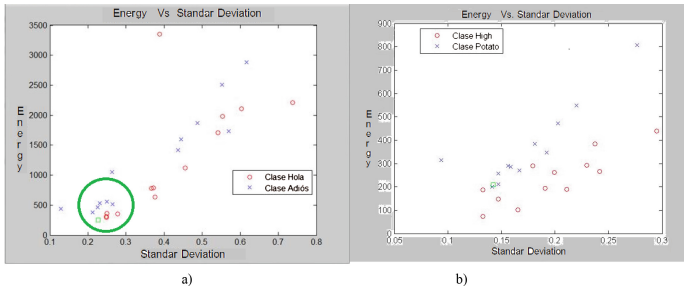 Energy Vs Standar Deviation
3500
3000
2500
2000
1500
1000
500
0
Energy
0.1 0.2 0.3 0.4 0.5 0.6 0.7 0.8
Standar Deviation
Clase Hola
Clase Adiós
a)
Energy Vs. Standar Deviation
900
800
700
600
500
400
300
200
100
0
Energy
0.05 0.1 0.15 0.2 0.25 0.3
Standar Deviation
Clase High
Clase Potato
b)